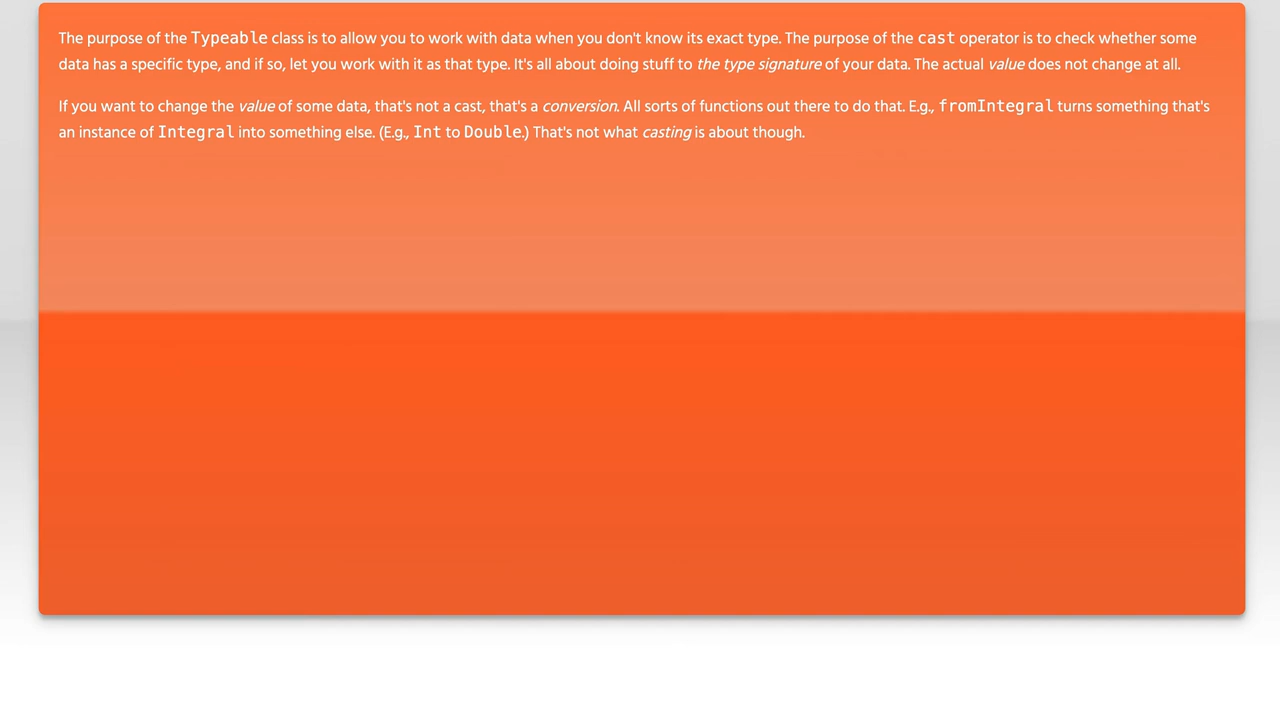 The purpose of the Typeable class is to allow you to work with data when you don't know its exact type. The purpose of the cast operator is to check whether some
data has a specific type, and if so, let you work with it as that type. It's all about doing stuff to the type signature of your data. The actual value does not change at all.
If you want to change the value of some data, that's not a cast, that's a conversion. All sorts of functions out there to do that. E.g., fromIntegral turns something that's
an instance of Integral into something else. (E.g., Int to Double.) That's not what casting is about though.